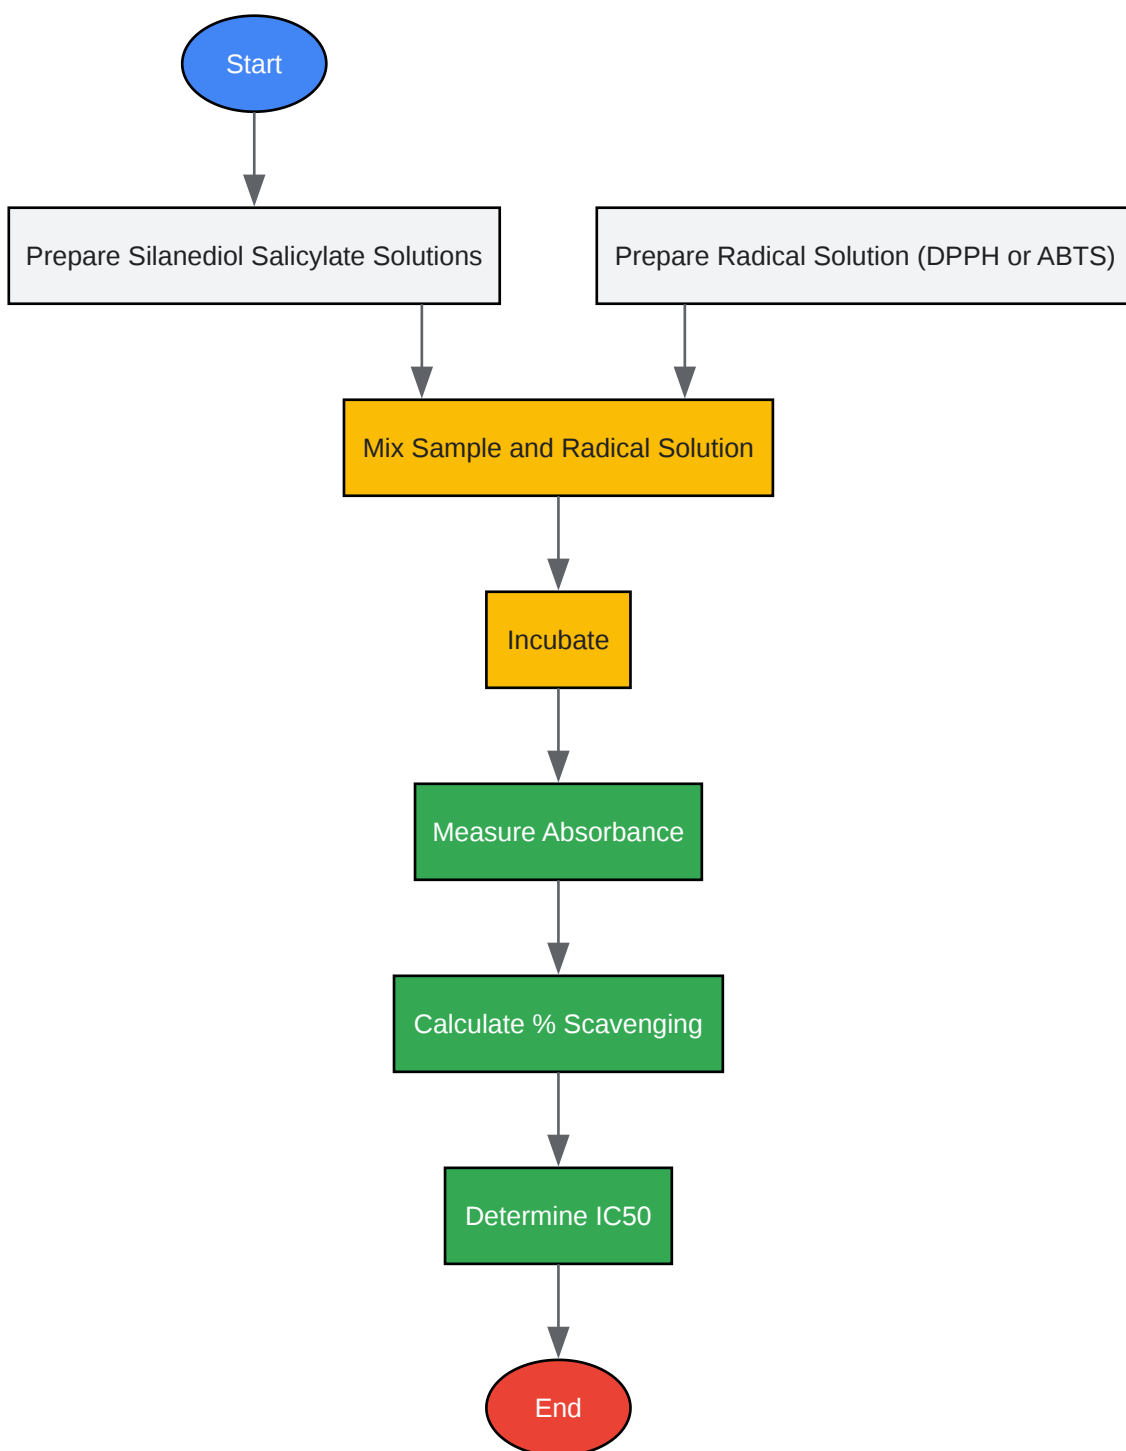 Start
Prepare Silanediol Salicylate Solutions
Prepare Radical Solution (DPPH or ABTS)
Mix Sample and Radical Solution
Incubate
Measure Absorbance
Calculate % Scavenging
Determine IC50
End